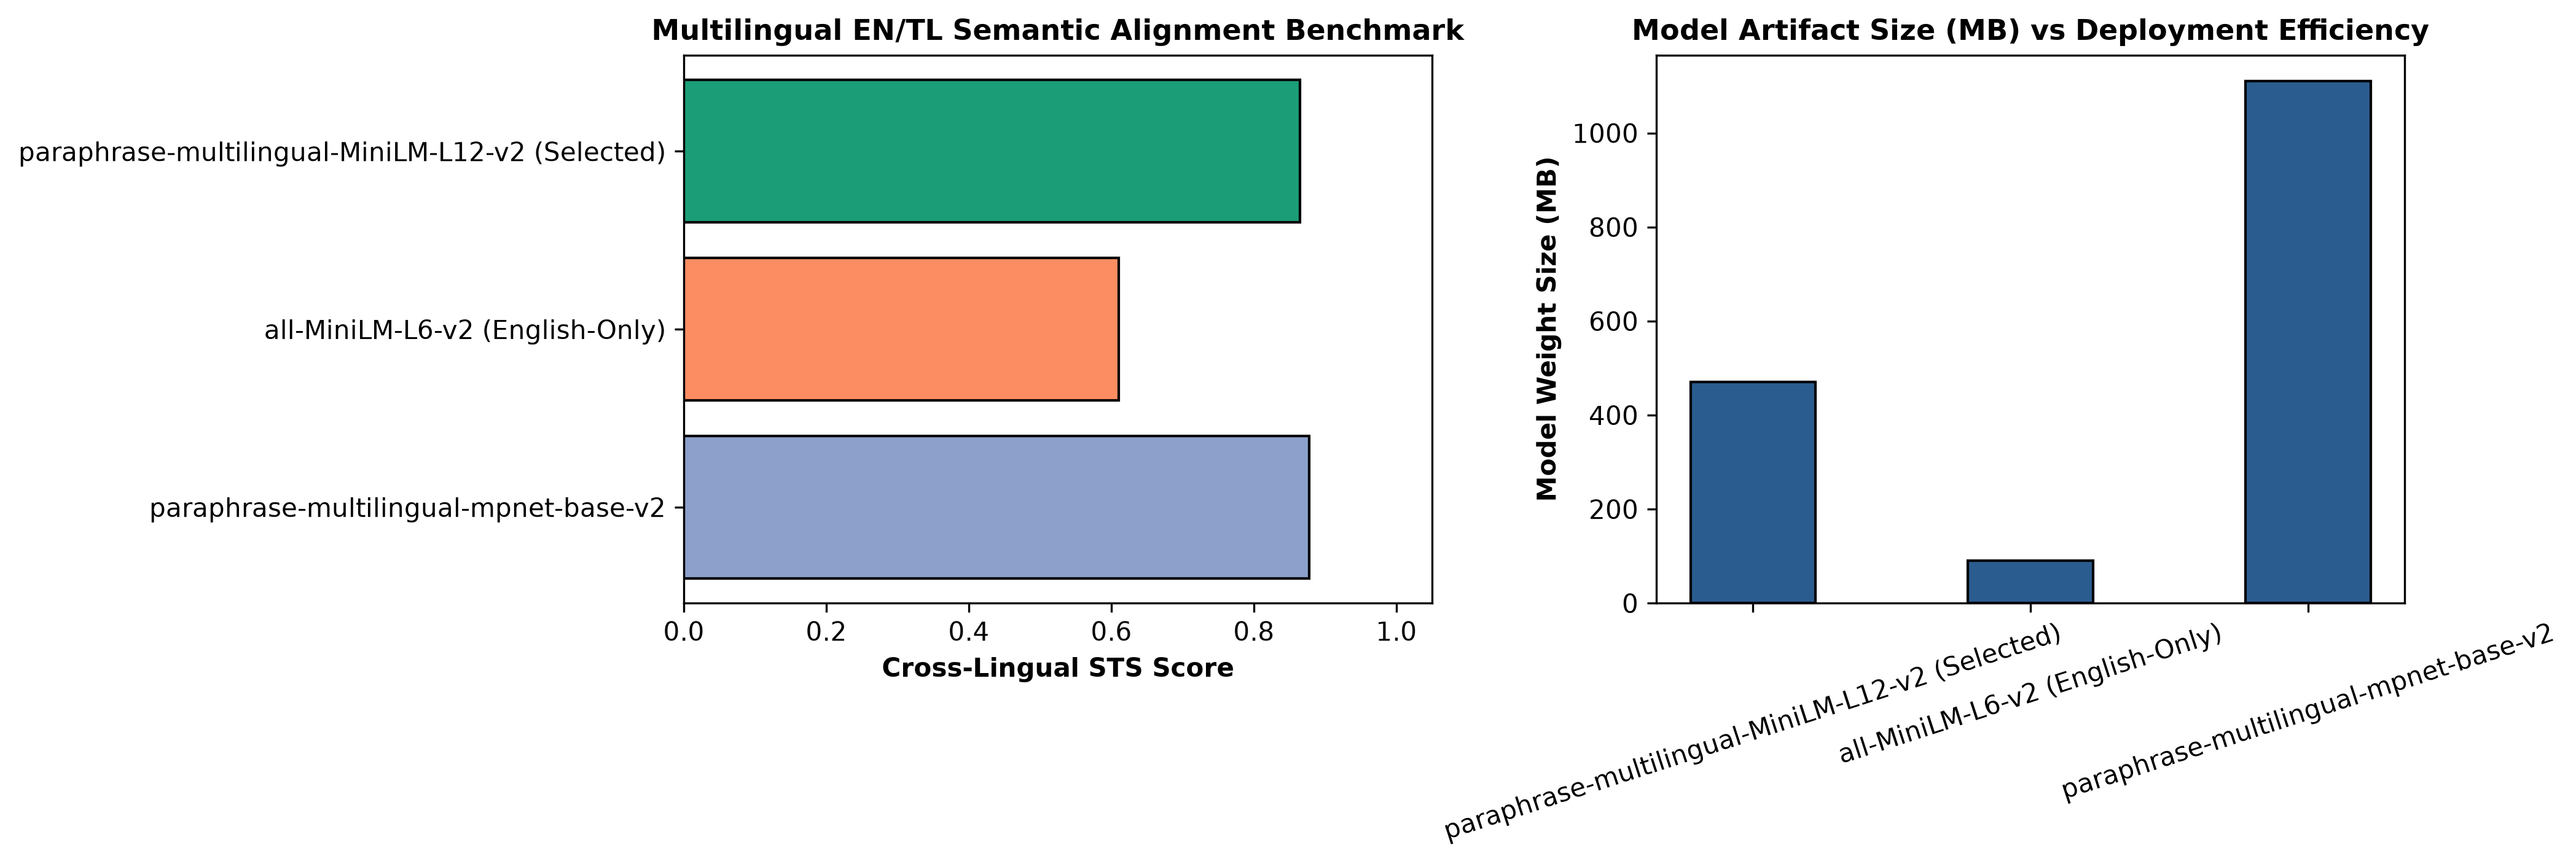 Multilingual EN/TL Semantic Alignment Benchmark
paraphrase-multilingual-MiniLM-L12-v2 (Selected)
all-MiniLM-L6-v2 (English-Only)
paraphrase-multilingual-mpnet-base-v2
0.0 0.2 0.4 0.6 0.8 1.0
Cross-Lingual STS Score
Model Artifact Size (MB) vs Deployment Efficiency
Model Weight Size (MB)
1000
800
600
400
200
0
paraphrase-multilingual-MiniLM-L12-v2 (Selected)
all-MiniLM-L6-v2 (English-Only)
paraphrase-multilingual-mpnet-base-v2